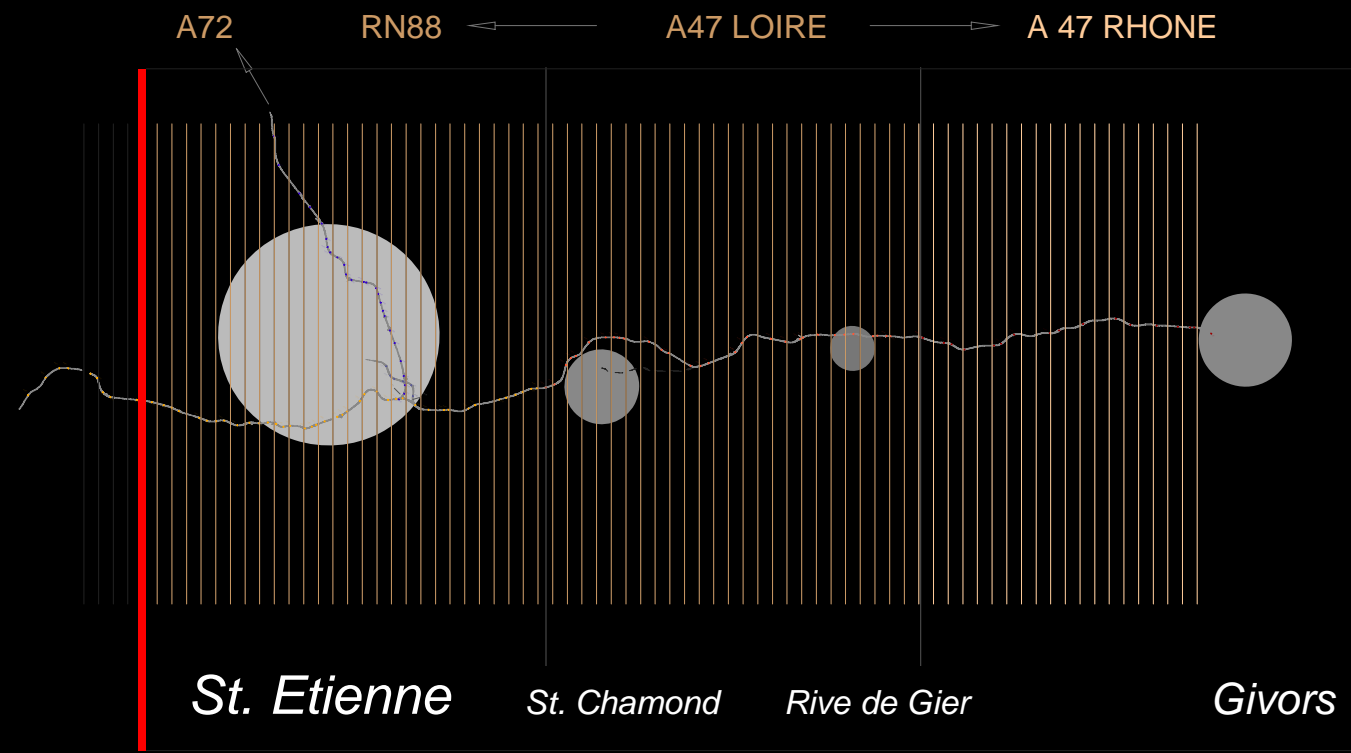 A72 RN88 A47 LOIRE A 47 RHONE
St. Etienne St. Chamond Rive de Gier Givors